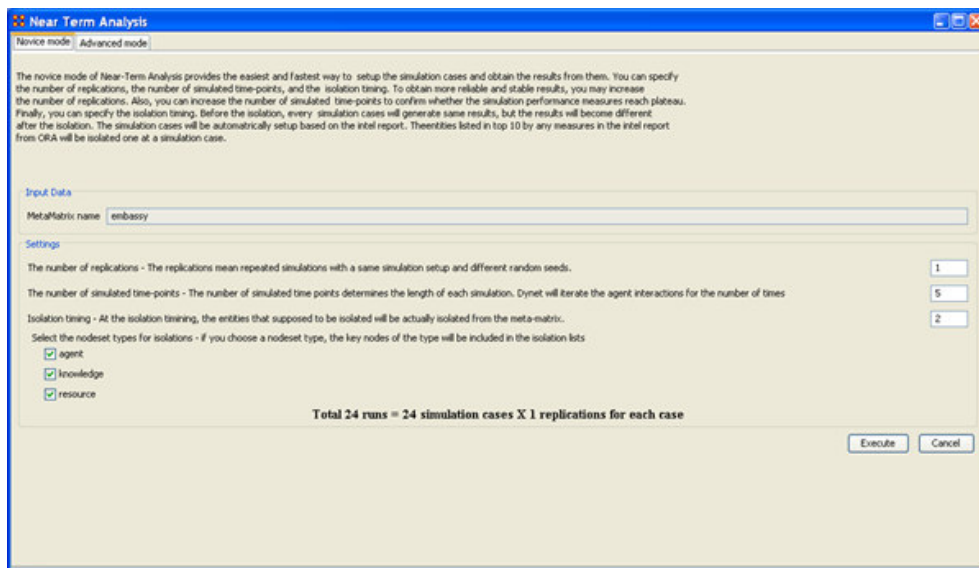 Near Term Analysis
Novice mode Advanced mode
The novice mode of Near-Term Analysis provides the easiest and fastest way to setup the simulation cases and obtain the results from them. You can specify
the number of replications, the number of simulated time-points, and the isolation timing. To obtain more reliable and stable results, you may increase
the number of replications. Also, you can increase the number of simulated time-points to confirm whether the simulation performance measures reach plateau.
Finally, you can specify the isolation timing. Before the isolation, every simulation cases will generate same results, but the results will become different
after the isolation. The simulation cases will be automatrically setup based on the intel report. Theentities listed in top 10 by any measures in the intel report
from ORA will be isolated one at a simulation case.
Input Data
MetaMatrix name embassy
Settings
The number of replications - The replications mean repeated simulations with a same simulation setup and different random seeds. 1
The number of simulated time-points - The number of simulated time points determines the length of each simulation. Dynet will iterate the agent interactions for the number of times 5
Isolation timing - At the isolation timining, the entities that supposed to be isolated will be actually isolated from the meta-matrix. 2
Select the nodeset types for isolations - if you choose a nodeset type, the key nodes of the type will be included in the isolation lists
agent
knowledge
resource
Total 24 runs = 24 simulation cases X 1 replications for each case
Execute Cancel